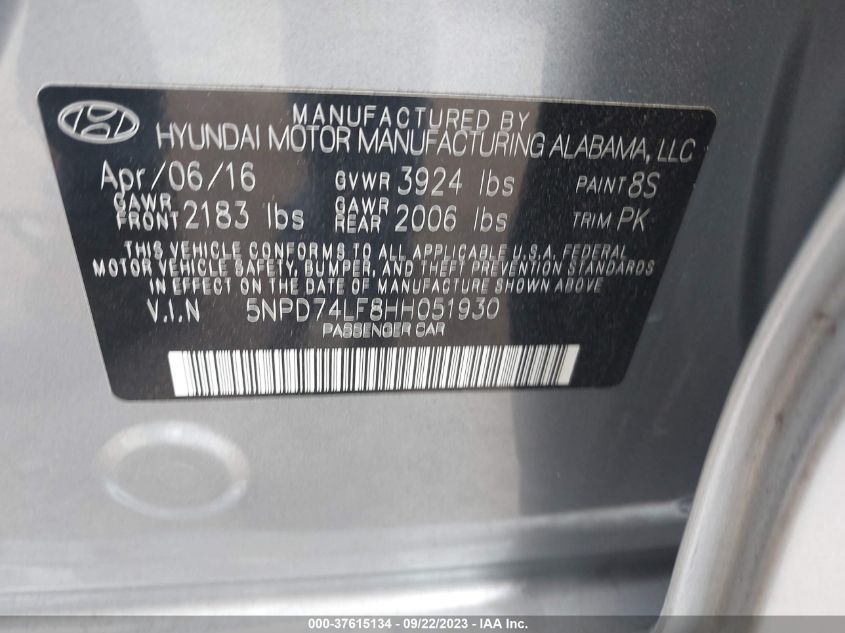 MANUFACTURED BY
HYUNDAI MOTOR MANUFACTURING ALABAMA, LLC
Apr/06/16 GVWR 3924 lbs PAINT 8S
GAWR FRONT 2183 lbs GAWR REAR 2006 lbs TRIM PK
THIS VEHICLE CONFORMS TO ALL APPLICABLE U.S.A. FEDERAL
MOTOR VEHICLE SAFETY, BUMPER, AND THEFT PREVENTION STANDARDS
IN EFFECT ON THE DATE OF MANUFACTURE SHOWN ABOVE
V.I.N 5NPD74LF8HH051930
PASSENGER CAR
000-37615134 - 09/22/2023 - IAA Inc.